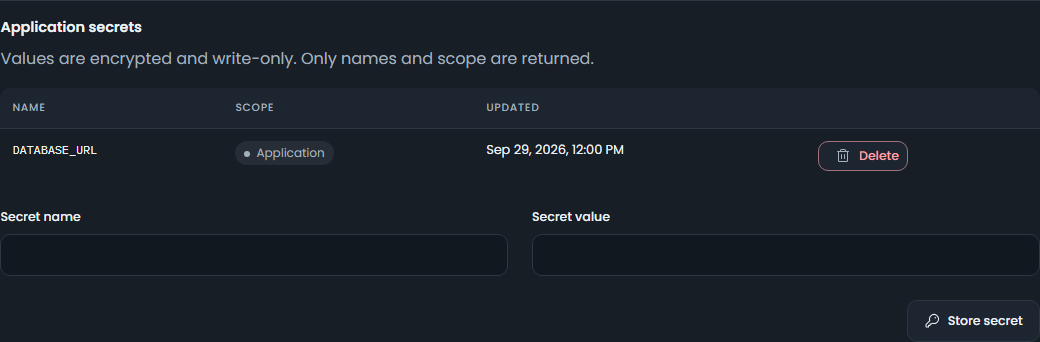 Application secrets
Values are encrypted and write-only. Only names and scope are returned.
NAME SCOPE UPDATED
DATABASE_URL Application Sep 29, 2026, 12:00 PM Delete
Secret name Secret value
Store secret